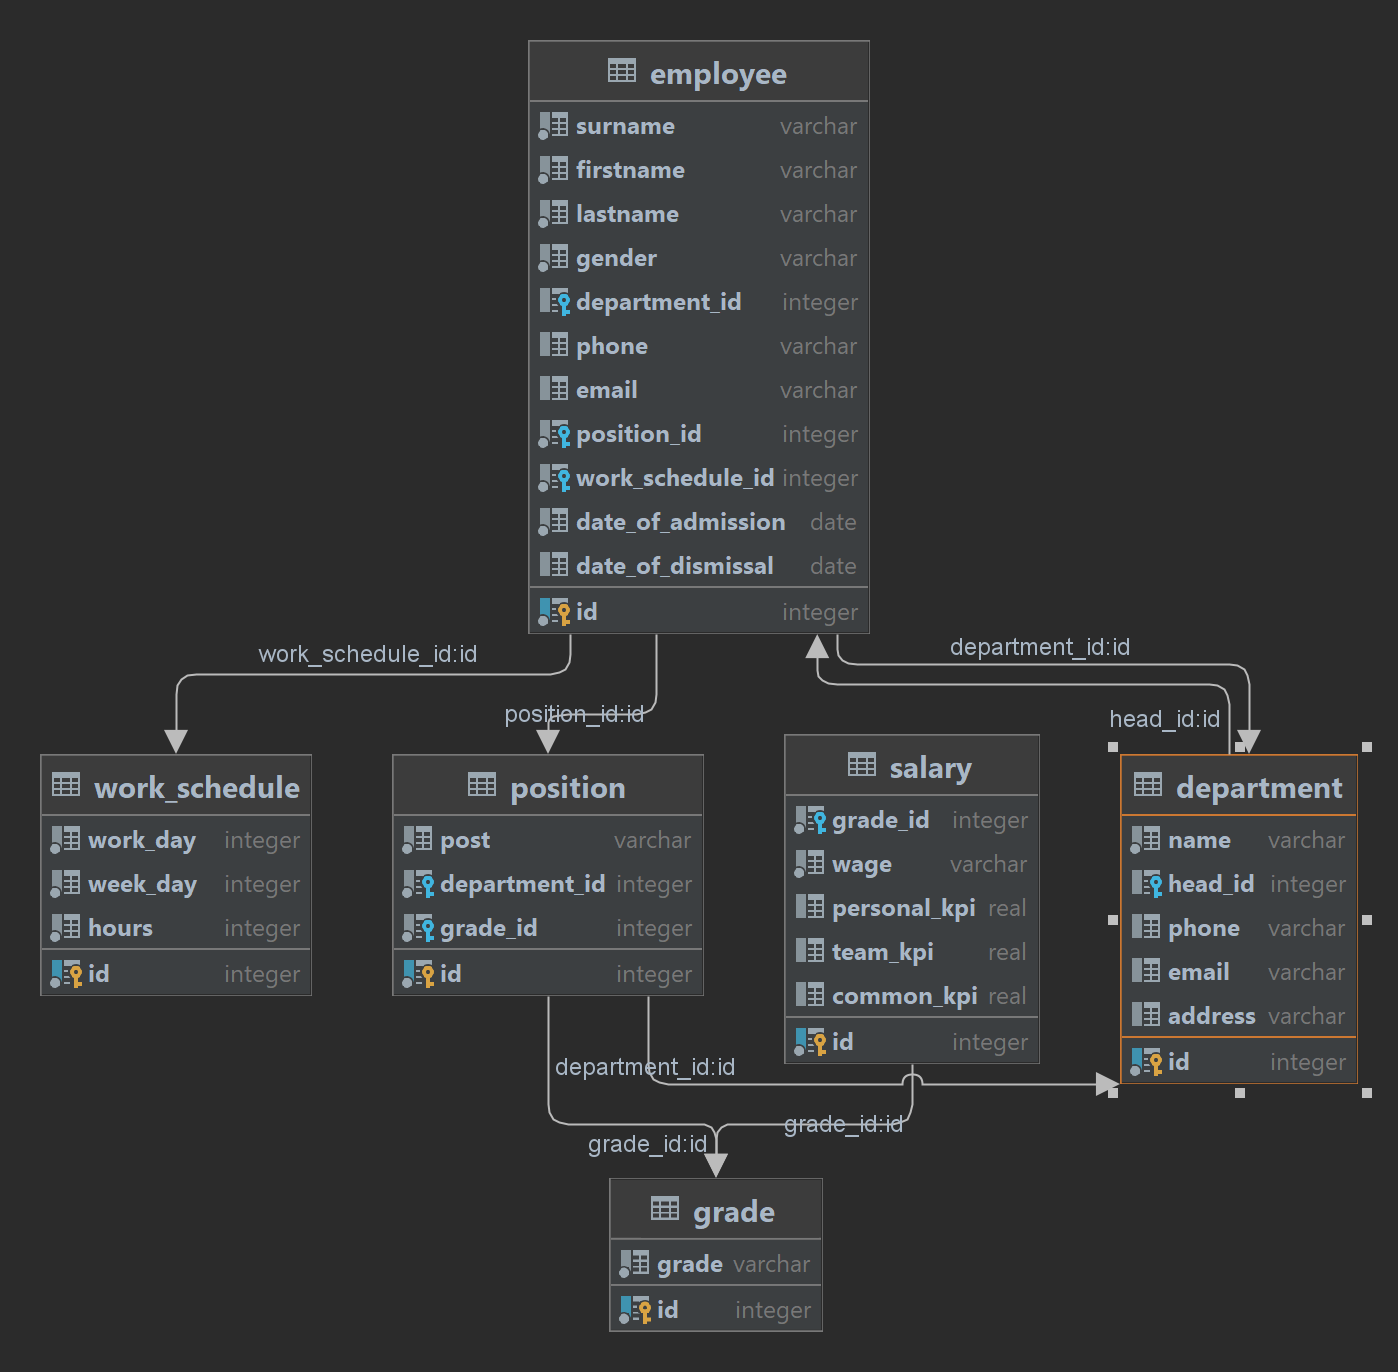 employee
surname varchar
firstname varchar
lastname varchar
gender varchar
department_id integer
phone varchar
email varchar
position_id integer
work_schedule_id integer
date_of_admission date
date_of_dismissal date
id integer
work_schedule_id:id
position_id:id
department_id:id
head_id:id
work_schedule
work_day integer
week_day integer
hours integer
id integer
position
post varchar
department_id integer
grade_id integer
id integer
salary
grade_id integer
wage varchar
personal_kpi real
team_kpi real
common_kpi real
id integer
department
name varchar
head_id integer
phone varchar
email varchar
address varchar
id integer
department_id:id
grade_id:id
grade_id:id
grade
grade varchar
id integer